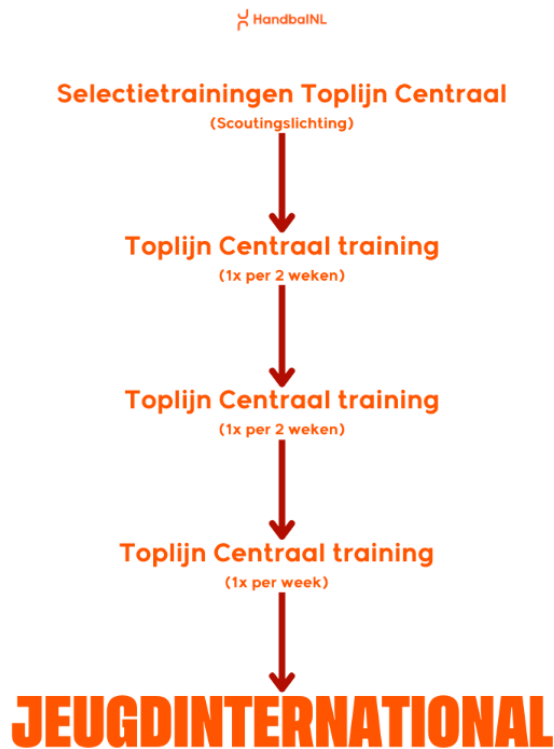 HandbalNL
Selectietrainingen Toplijn Centraal
(Scoutingslichting)
Toplijn Centraal training
(1x per 2 weken)
Toplijn Centraal training
(1x per 2 weken)
Toplijn Centraal training
(1x per week)
JEUGDINTERNATIONAL